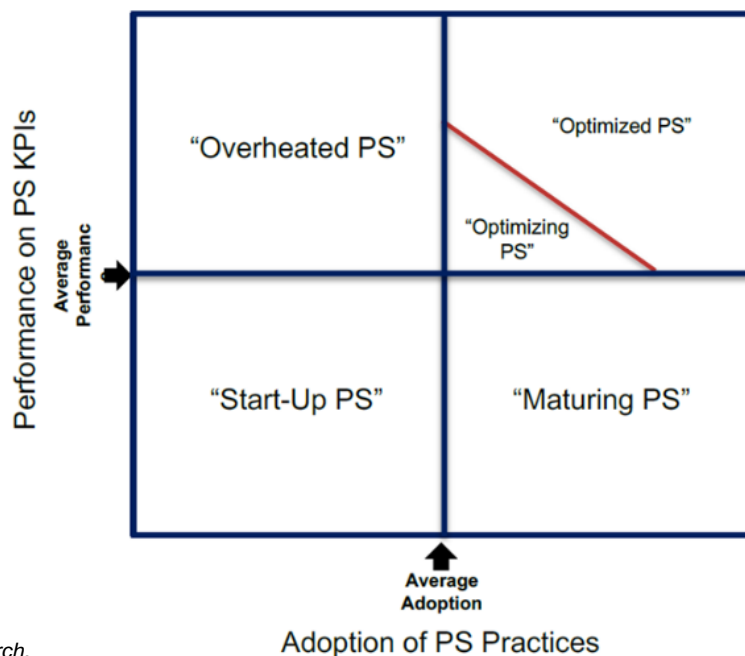 Performance on PS KPIs
Average
Performanc
“Overheated PS”
“Optimized PS”
“Optimizing
PS”
“Start-Up PS”
“Maturing PS”
Average
Adoption
Adoption of PS Practices
rch.